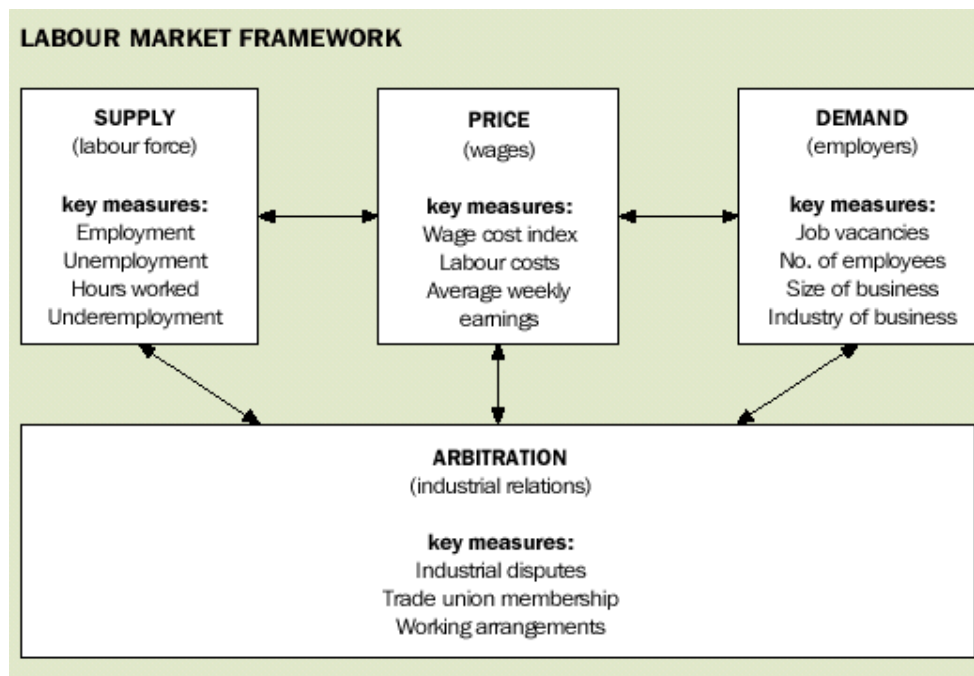 LABOUR MARKET FRAMEWORK
SUPPLY
(labour force)
key measures:
Employment
Unemployment
Hours worked
Underemployment
PRICE
(wages)
key measures:
Wage cost index
Labour costs
Average weekly
earnings
DEMAND
(employers)
key measures:
Job vacancies
No. of employees
Size of business
Industry of business
ARBITRATION
(industrial relations)
key measures:
Industrial disputes
Trade union membership
Working arrangements